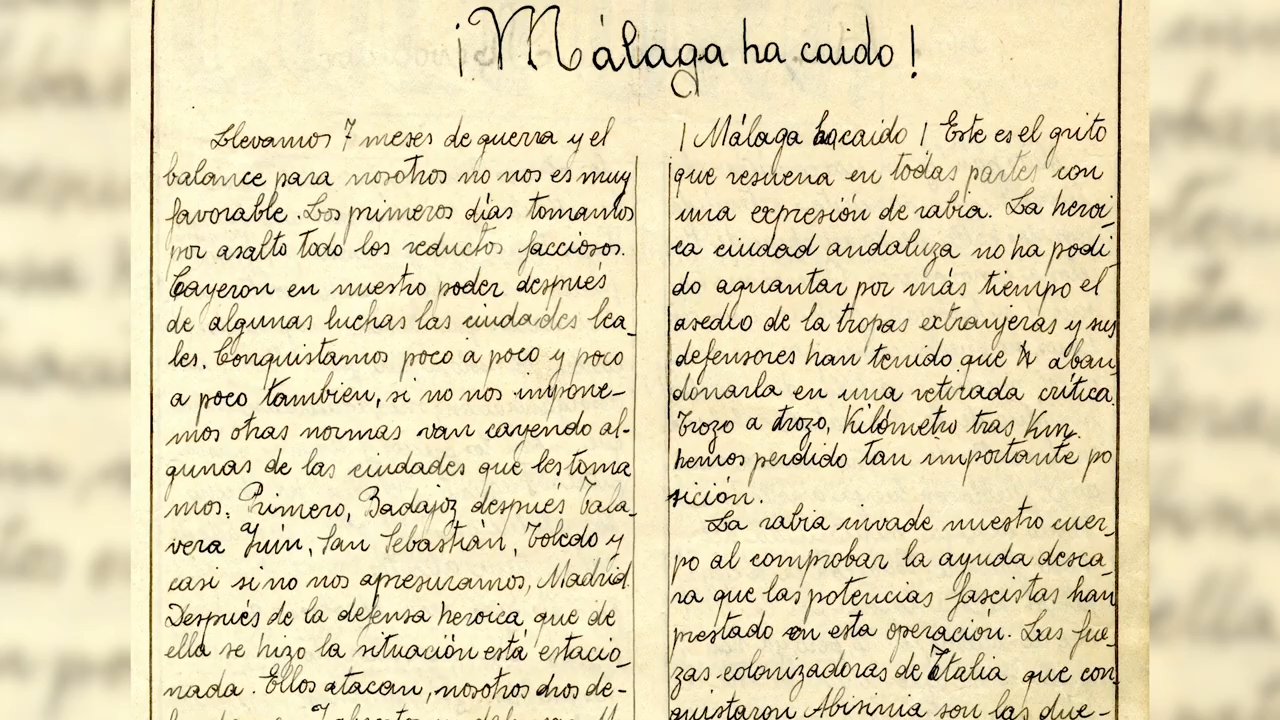 ¡Málaga ha caido!
Llevamos 7 meses de guerra y el
balance para nosotros no nos es muy
favorable. Los primeros días tomamos
por asalto todo los reductos facciosos.
Cayeron en nuestro poder después
de algunas luchas las ciudades lea-
les. Conquistamos poco a poco y poco
a poco tambien, si no nos impone-
mos otras normas van cayendo al-
gunas de las ciudades que les toma
mos. Primero, Badajoz después Tala-
vera Irún, San Sebastián, Toledo y
casi si no nos apresuramos, Madrid.
Después de la defensa heroica que de
ella se hizo la situación está estacio-
nada. Ellos atacan, nosotros nos de-
¡Málaga ha caido! Este es el grito
que resuena en todas partes con
una expresión de rabia. La heroi-
ca ciudad andaluza no ha podi-
do aguantar por más tiempo el
asedio de la tropas extranjeras y sus
defensores han tenido que aban
donarla en una retirada crítica.
Trozo a trozo, Kilómetro tras Km.
hemos perdido tan importante po
sición.
La rabia invade nuestro cuer-
po al comprobar la ayuda desca-
ra que las potencias fascistas han
prestado en esta operación. Las fue-
zas colonizadoras de Italia que con-
quistaron Abisinia son las due-